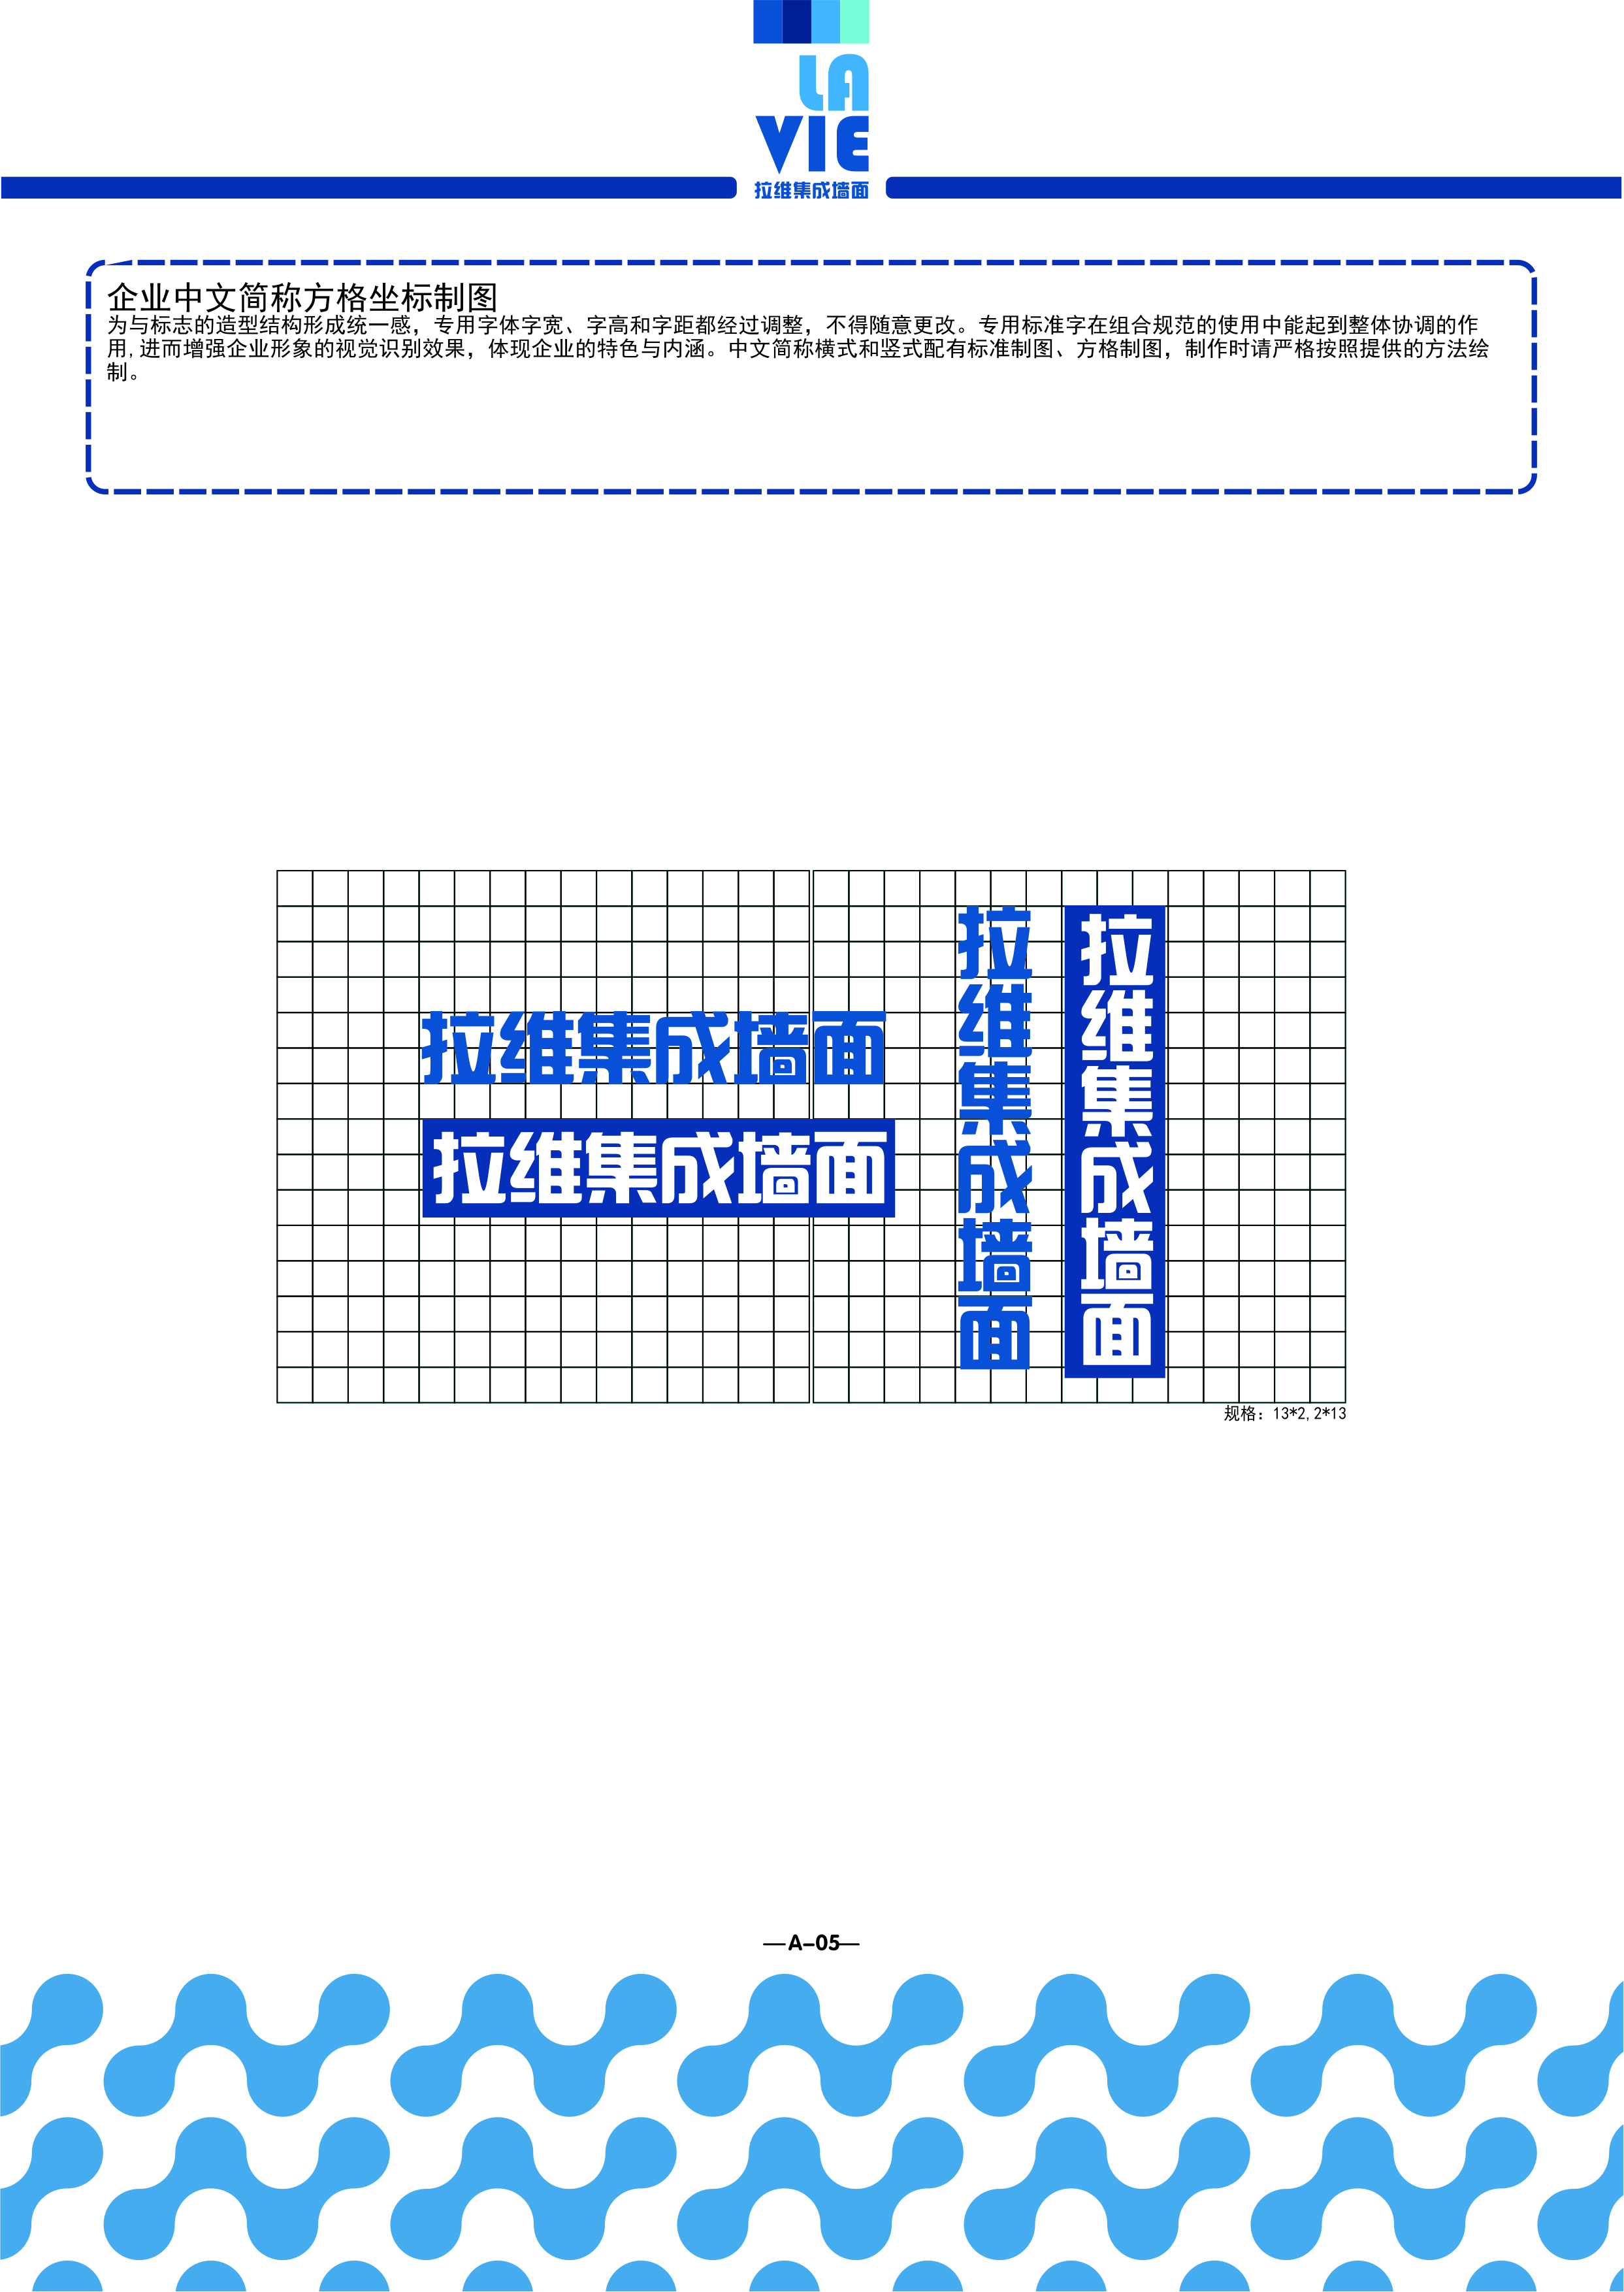 LA
VIE
拉维集成墙面
企业中文简称方格坐标制图
为与标志的造型结构形成统一感，专用字体字宽、字高和字距都经过调整，不得随意更改。专用标准字在组合规范的使用中能起到整体协调的作
用,进而增强企业形象的视觉识别效果，体现企业的特色与内涵。中文简称横式和竖式配有标准制图、方格制图，制作时请严格按照提供的方法绘
制。
拉维集成墙面
拉维集成墙面
拉维集成墙面
拉维集成墙面
规格：13*2,2*13
—A-05—